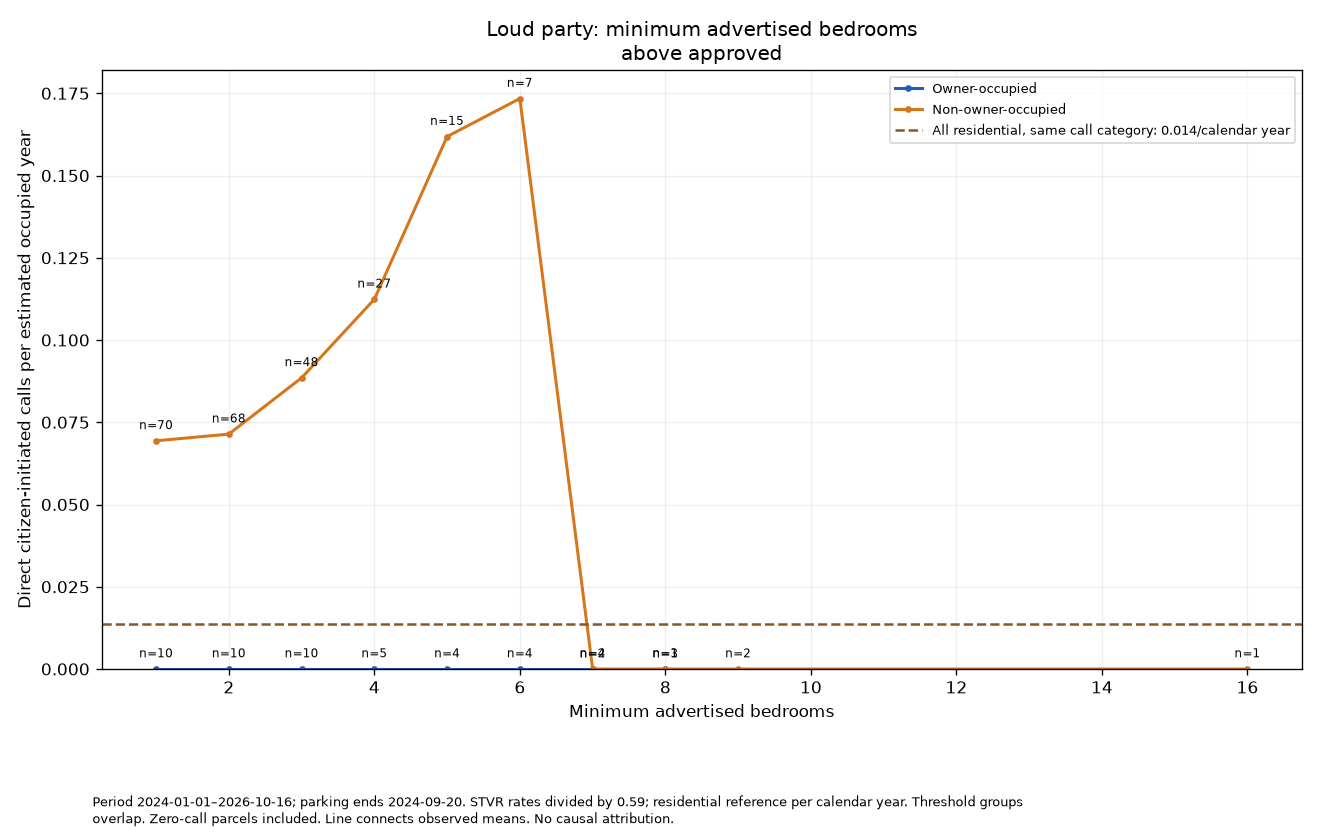 Loud party: minimum advertised bedrooms
above approved
Direct citizen-initiated calls per estimated occupied year
0.175
0.150
0.125
0.100
0.075
0.050
0.025
0.000
Owner-occupied
Non-owner-occupied
All residential, same call category: 0.014/calendar year
n=70
n=68
n=48
n=27
n=15
n=7
n=10
n=10
n=10
n=5
n=4
n=4
n=2
n=1
2
4
6
8
10
12
14
16
Minimum advertised bedrooms
Period 2024-01-01–2026-10-16; parking ends 2024-09-20. STVR rates divided by 0.59; residential reference per calendar year. Threshold groups
overlap. Zero-call parcels included. Line connects observed means. No causal attribution.